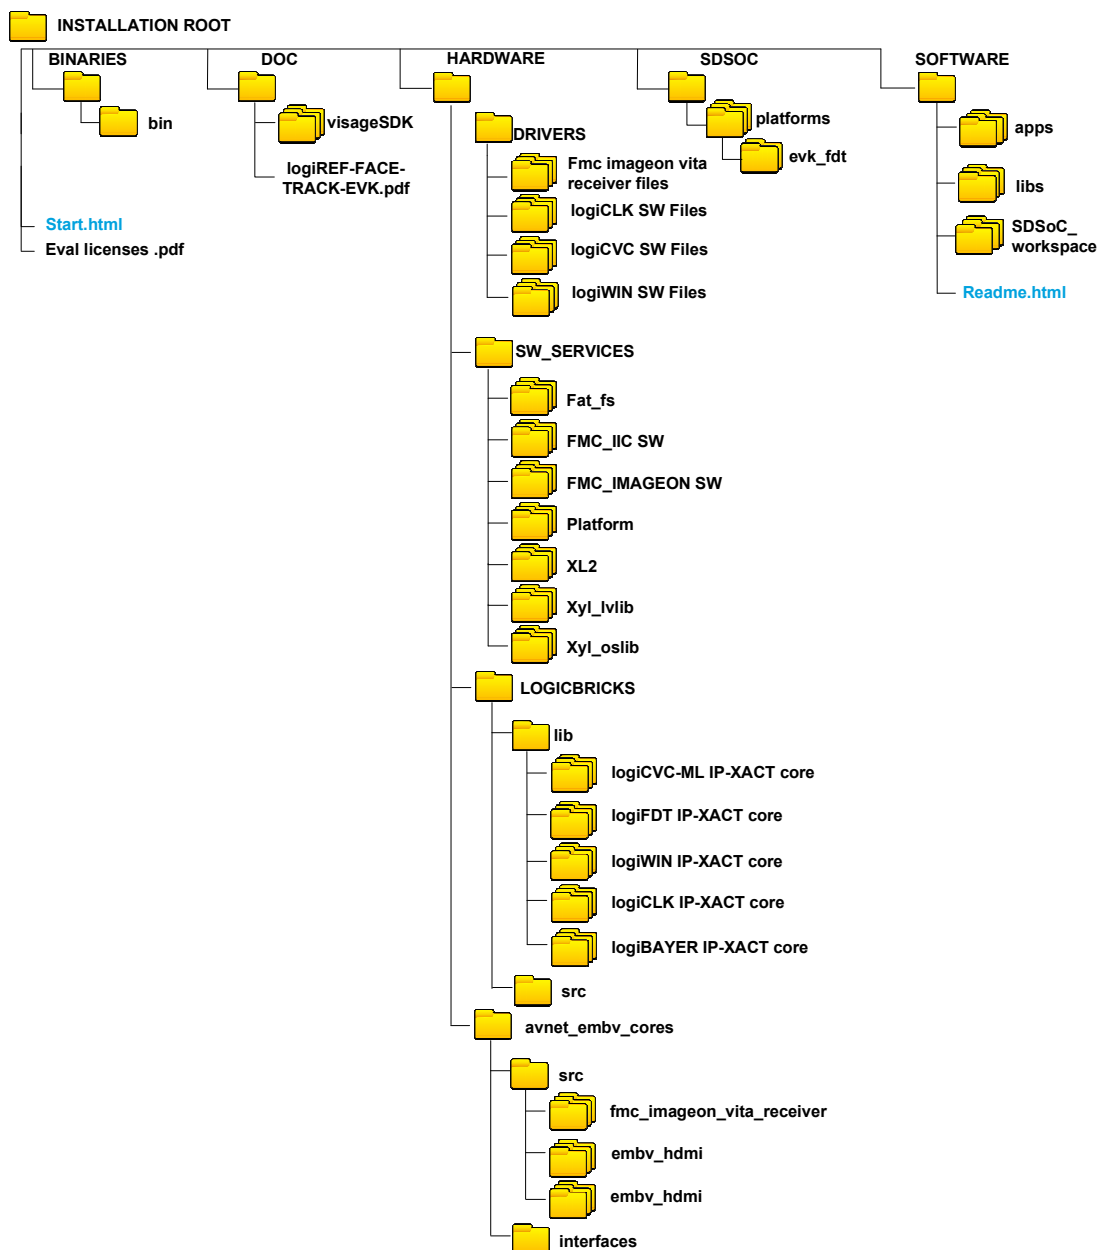 INSTALLATION ROOT
BINARIES
bin
DOC
visageSDK
logiREF-FACE-
TRACK-EVK.pdf
Start.html
Eval licenses .pdf
HARDWARE
DRIVERS
Fmc imageon vita
receiver files
logiCLK SW Files
logiCVC SW Files
logiWIN SW Files
SW_SERVICES
Fat_fs
FMC_IIC SW
FMC_IMAGEON SW
Platform
XL2
Xyl_lvlib
Xyl_oslib
LOGICBRICKS
lib
logiCVC-ML IP-XACT core
logiFDT IP-XACT core
logiWIN IP-XACT core
logiCLK IP-XACT core
logiBAYER IP-XACT core
src
avnet_embv_cores
src
fmc_imageon_vita_receiver
embv_hdmi
embv_hdmi
interfaces
SDSOC
platforms
evk_fdt
SOFTWARE
apps
libs
SDSoC_
workspace
Readme.html